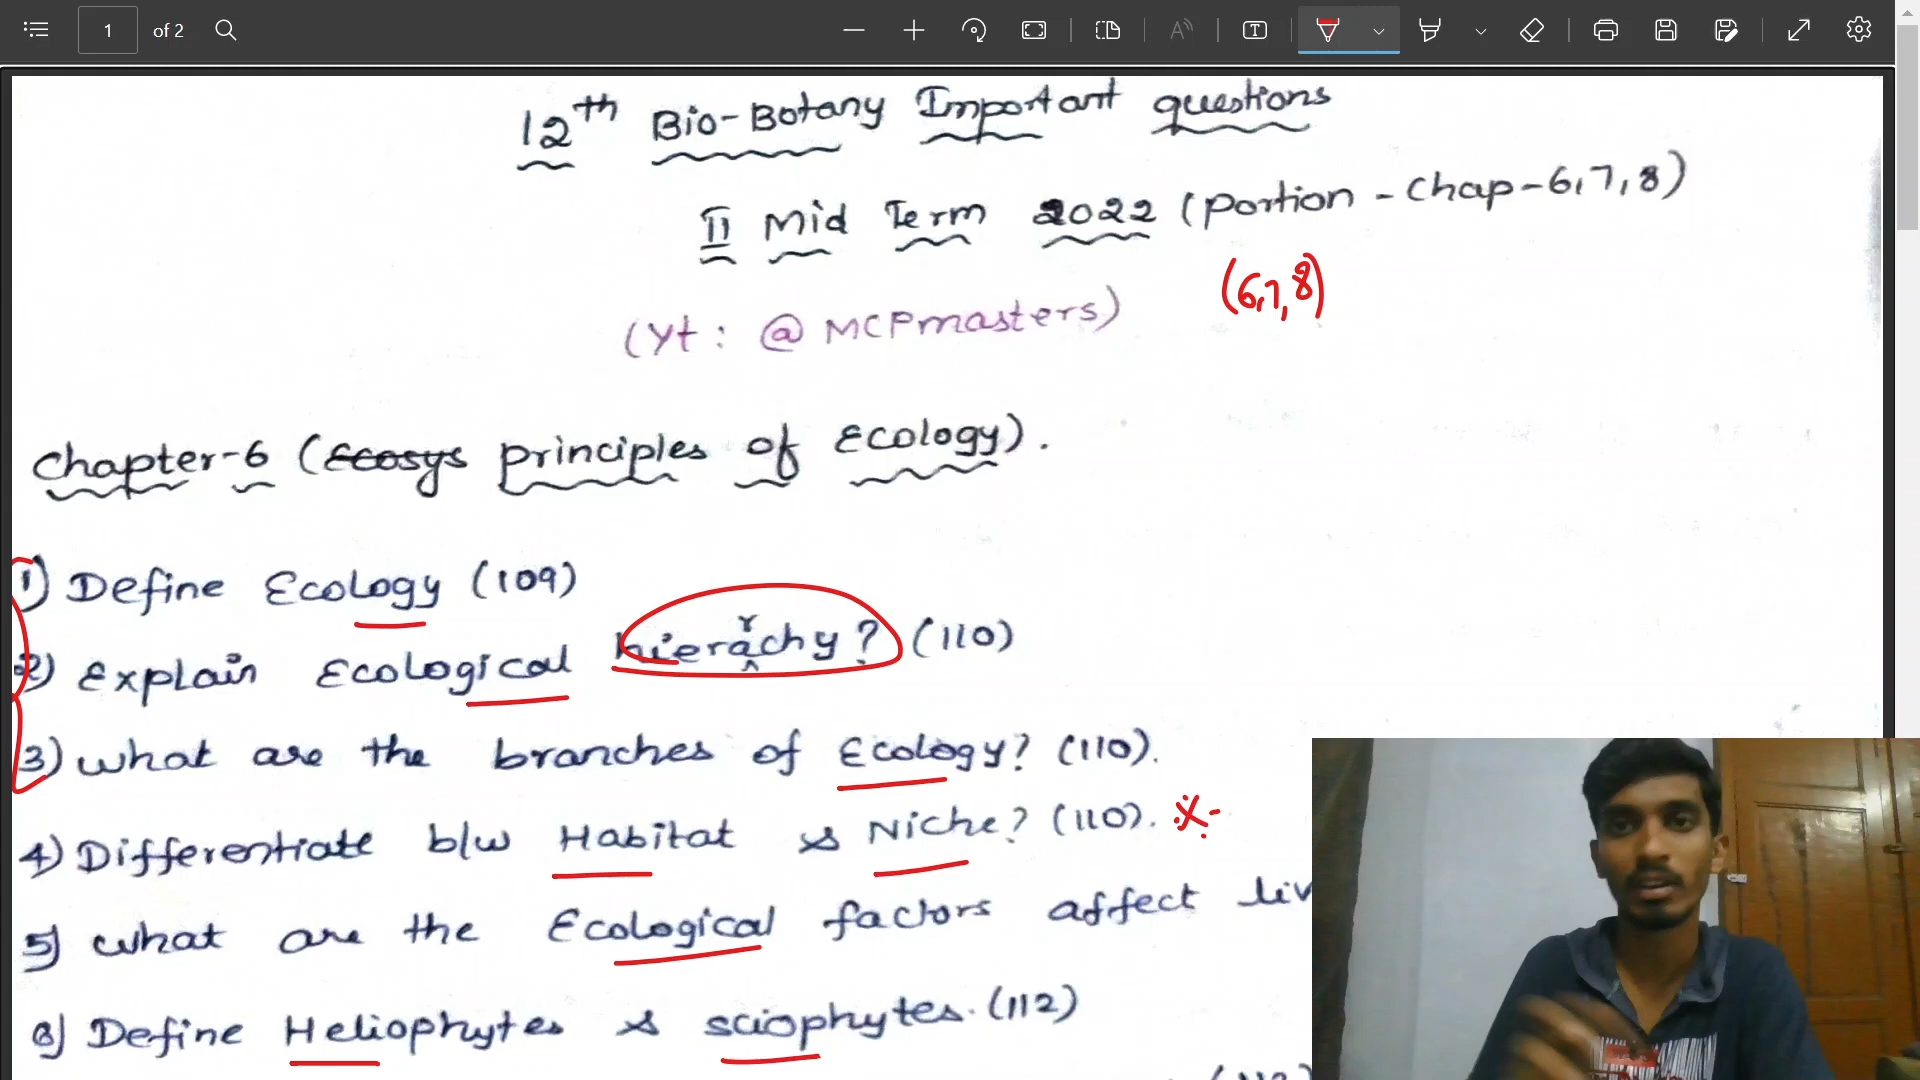 1 of 2
12th Bio-Botany Important questions
II Mid Term 2022 (portion - Chap-6,7,8)
(6,7,8)
(Yt: @MCPmasters)
Chapter-6 (Ecosys principles of Ecology).
1) Define Ecology (109)
2) Explain Ecological hierarchy? (110)
3) What are the branches of Ecology? (110).
4) Differentiate b/w Habitat & Niche? (110).
5) What are the Ecological factors affect liv
6) Define Heliophytes & sciophytes. (112)